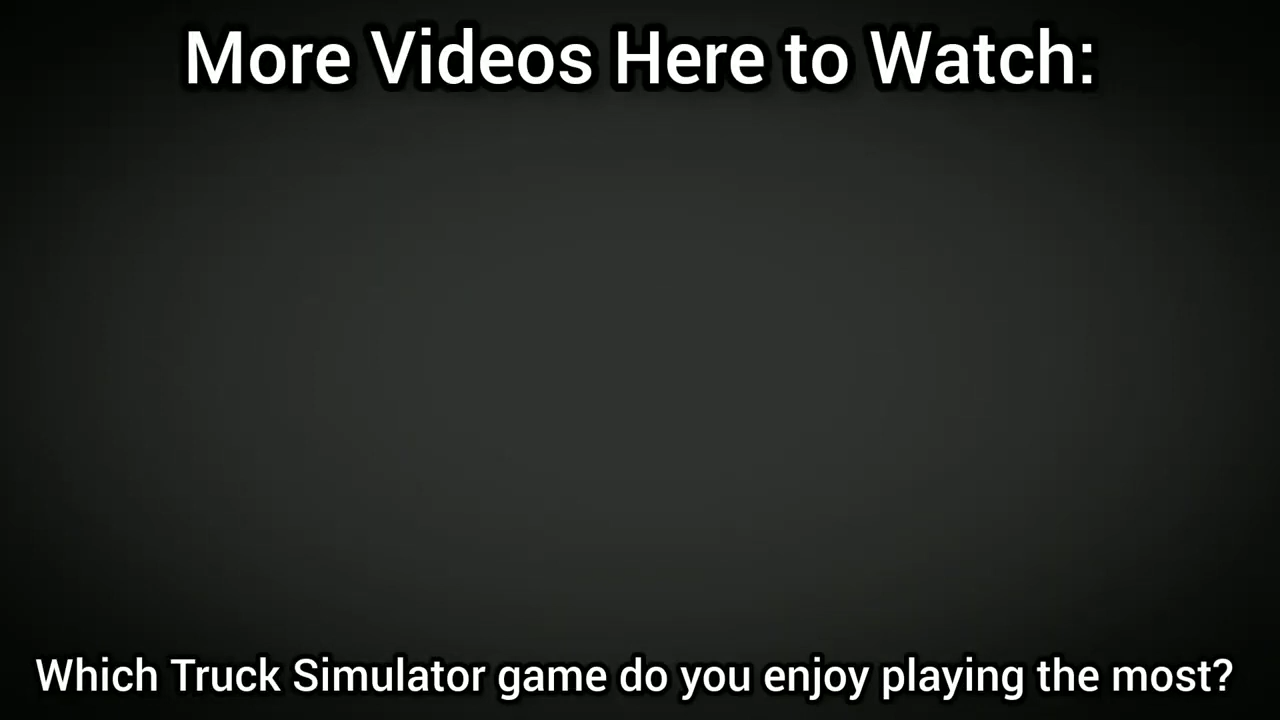 More Videos Here to Watch:
Which Truck Simulator game do you enjoy playing the most?